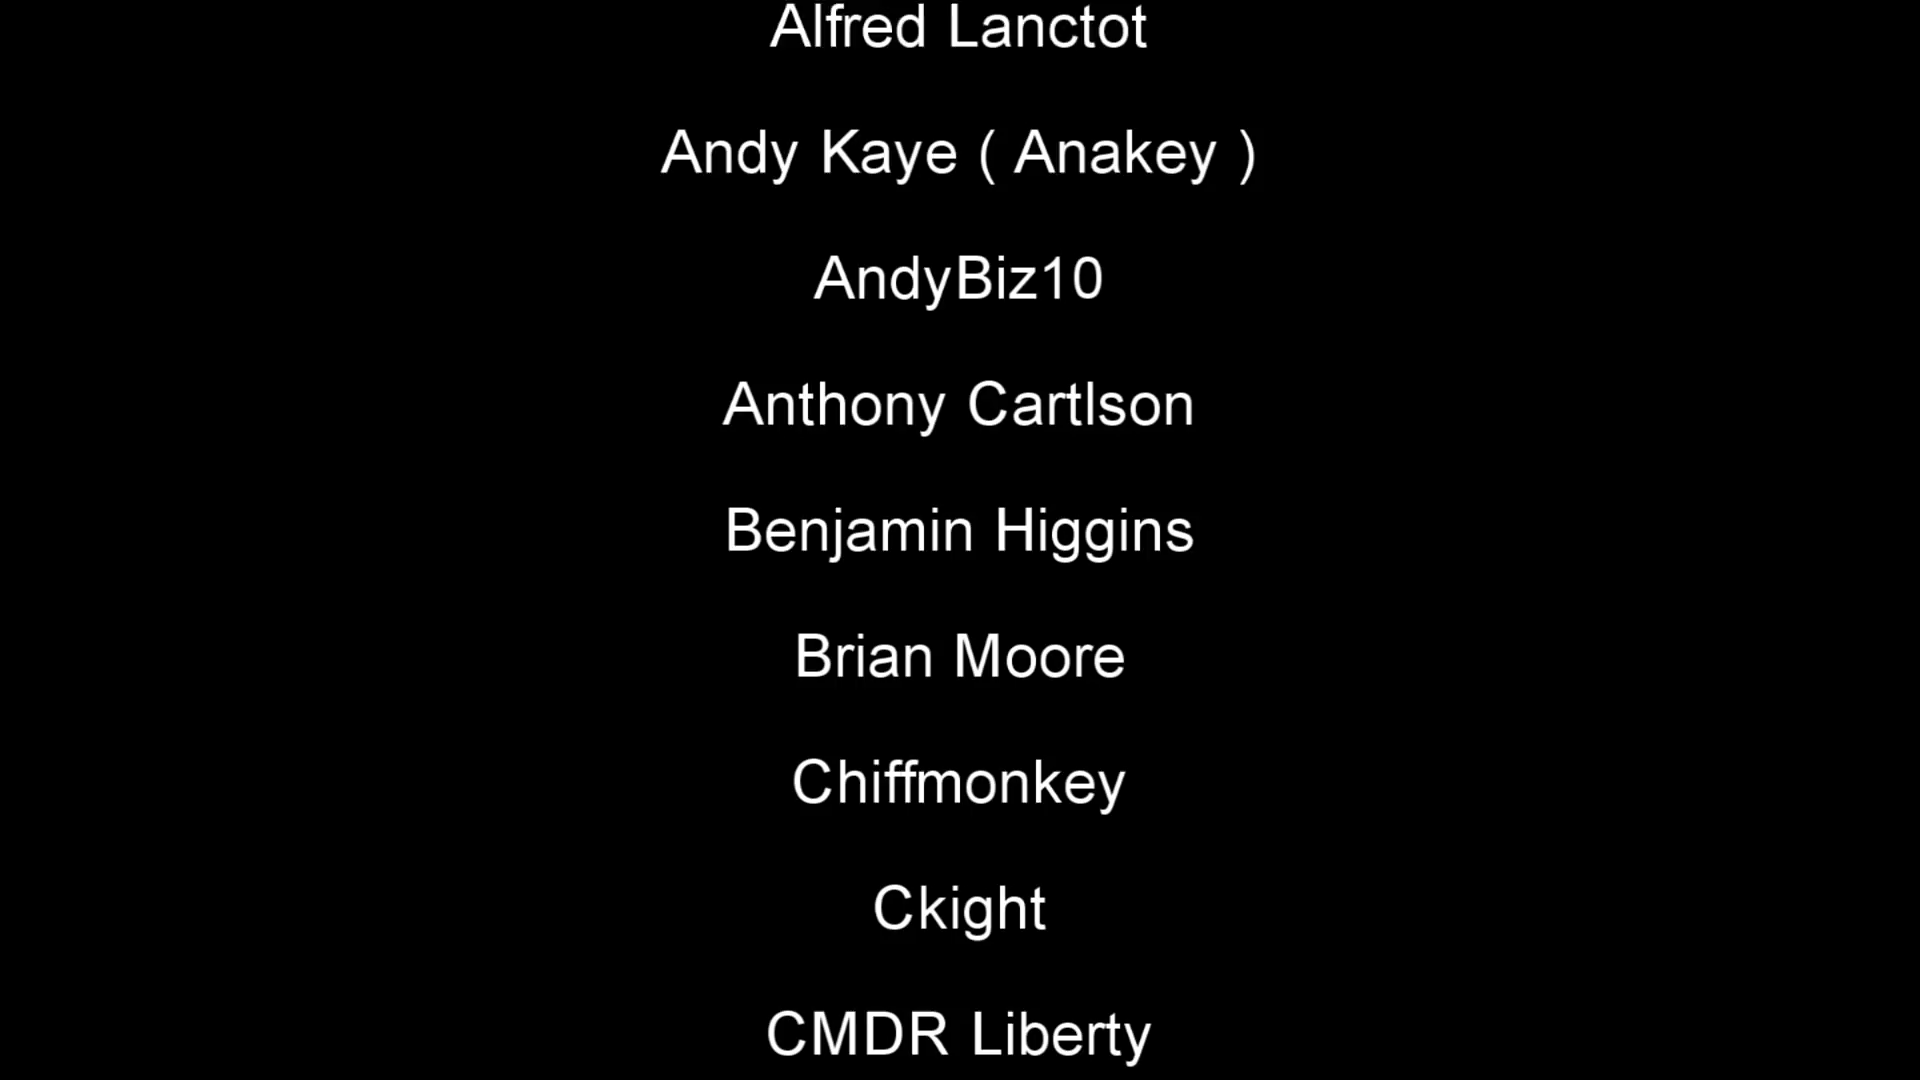 Alfred Lanctot
Andy Kaye ( Anakey )
AndyBiz10
Anthony Cartlson
Benjamin Higgins
Brian Moore
Chiffmonkey
Ckight
CMDR Liberty